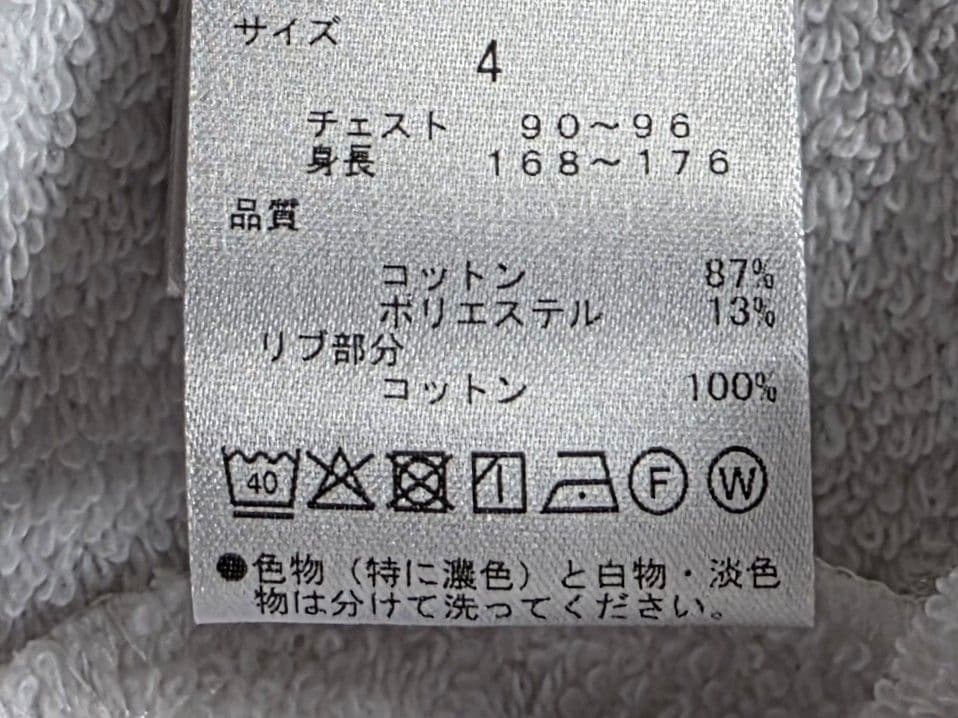 サイズ
4
チェスト 90～96
身長 168～176
品質
コットン 87%
ポリエステル 13%
リブ部分
コットン 100%
40 F W
●色物（特に濃色）と白物・淡色
物は分けて洗ってください。